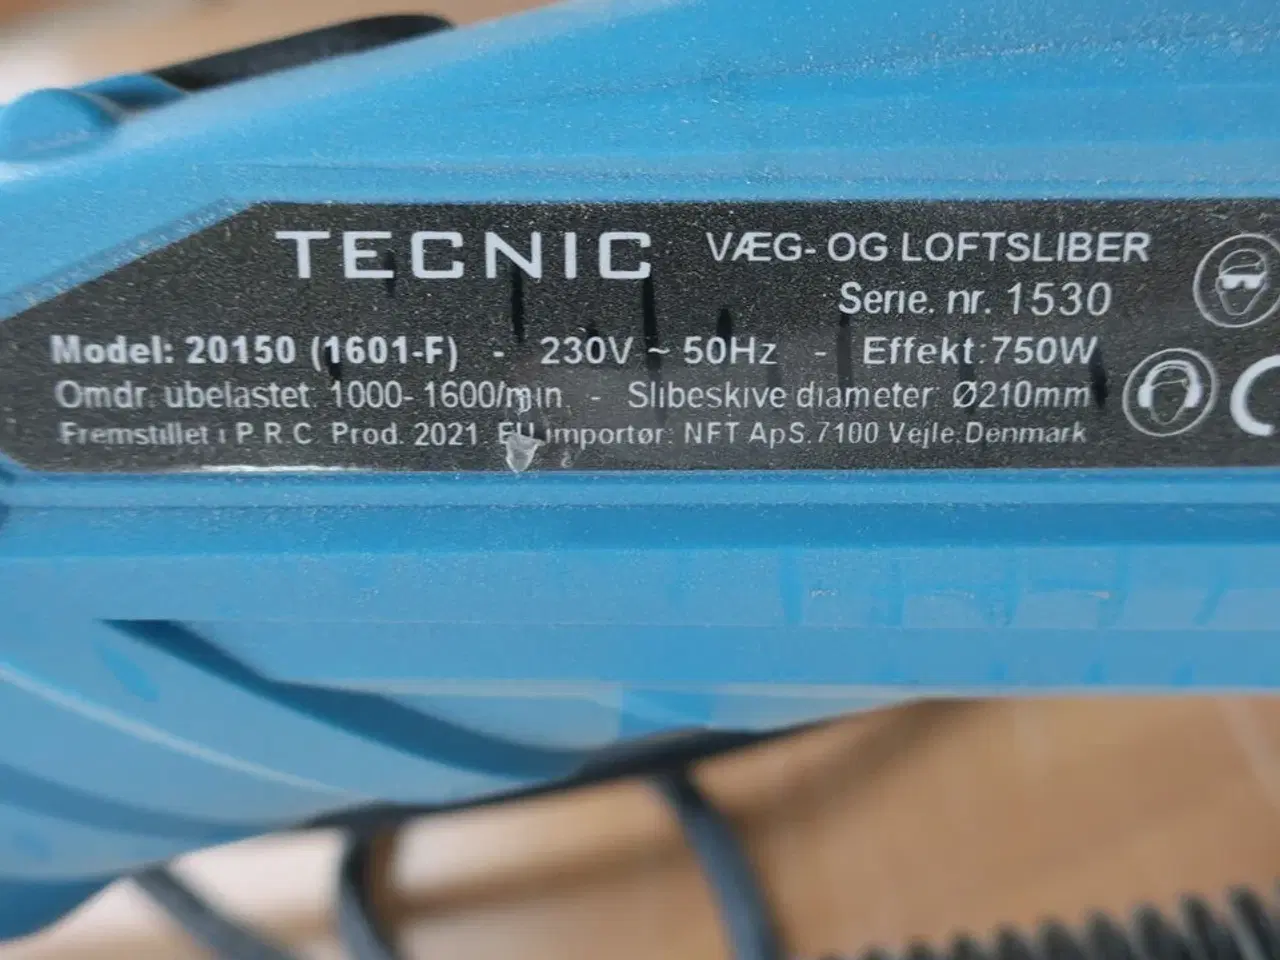 TECNIC VÆG- OG LOFTSLIBER
Serie. nr. 1530
Model: 20150 (1601-F) - 230V ~ 50Hz - Effekt: 750W
Omdr. ubelastet: 1000- 1600/min - Slibeskive diameter: Ø210mm
Fremstillet i P.R.C. Prod. 2021. EU importør: NFT ApS. 7100 Vejle. Denmark